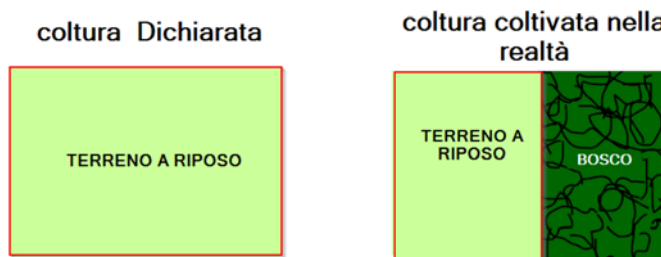 coltura Dichiarata
TERRENO A RIPOSO
coltura coltivata nella
realtà
TERRENO A
RIPOSO
BOSCO